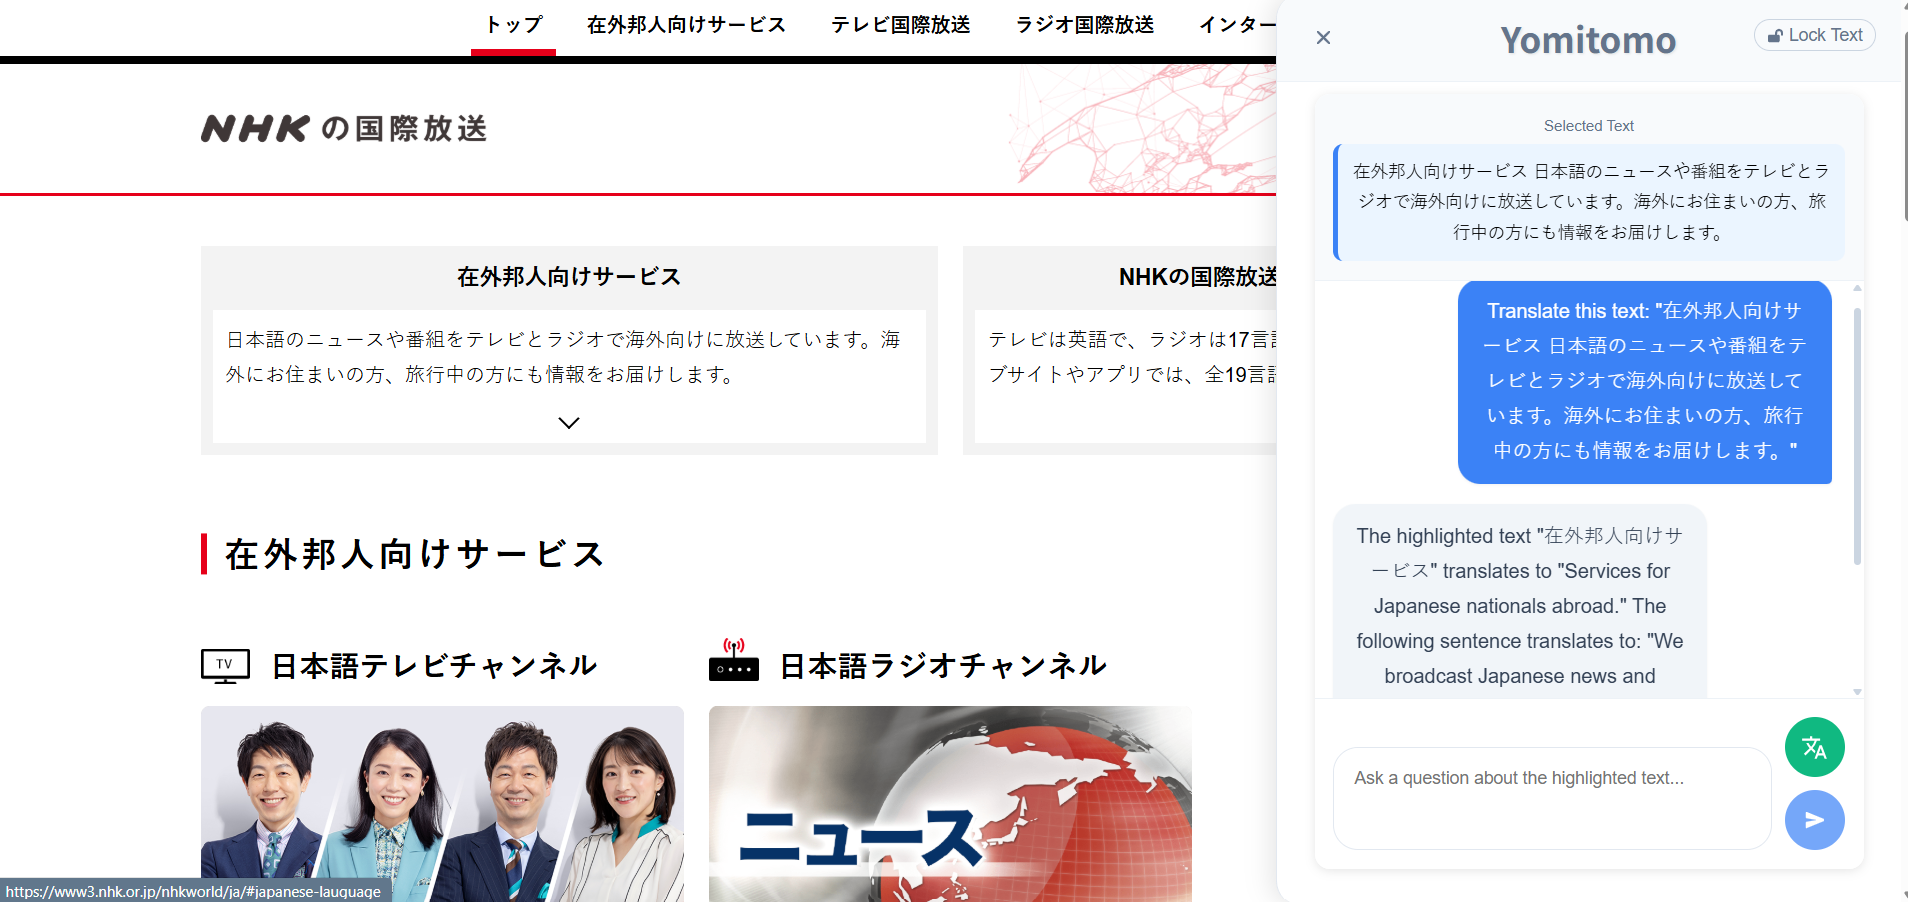 トップ 在外邦人向けサービス テレビ国際放送 ラジオ国際放送 インター
NHK の国際放送
在外邦人向けサービス
日本語のニュースや番組をテレビとラジオで海外向けに放送しています。海
外にお住まいの方、旅行中の方にも情報をお届けします。
NHKの国際放送
テレビは英語で、ラジオは17言
ブサイトやアプリでは、全19言
在外邦人向けサービス
TV 日本語テレビチャンネル
日本語ラジオチャンネル
ニュース
https://www3.nhk.or.jp/nhkworld/ja/#japanese-lauguage
Yomitomo
Lock Text
Selected Text
在外邦人向けサービス 日本語のニュースや番組をテレビとラ
ジオで海外向けに放送しています。海外にお住まいの方、旅
行中の方にも情報をお届けします。
Translate this text: "在外邦人向けサ
ービス 日本語のニュースや番組をテ
レビとラジオで海外向けに放送して
います。海外にお住まいの方、旅行
中の方にも情報をお届けします。"
The highlighted text "在外邦人向けサ
ービス" translates to "Services for
Japanese nationals abroad." The
following sentence translates to: "We
broadcast Japanese news and
Ask a question about the highlighted text...